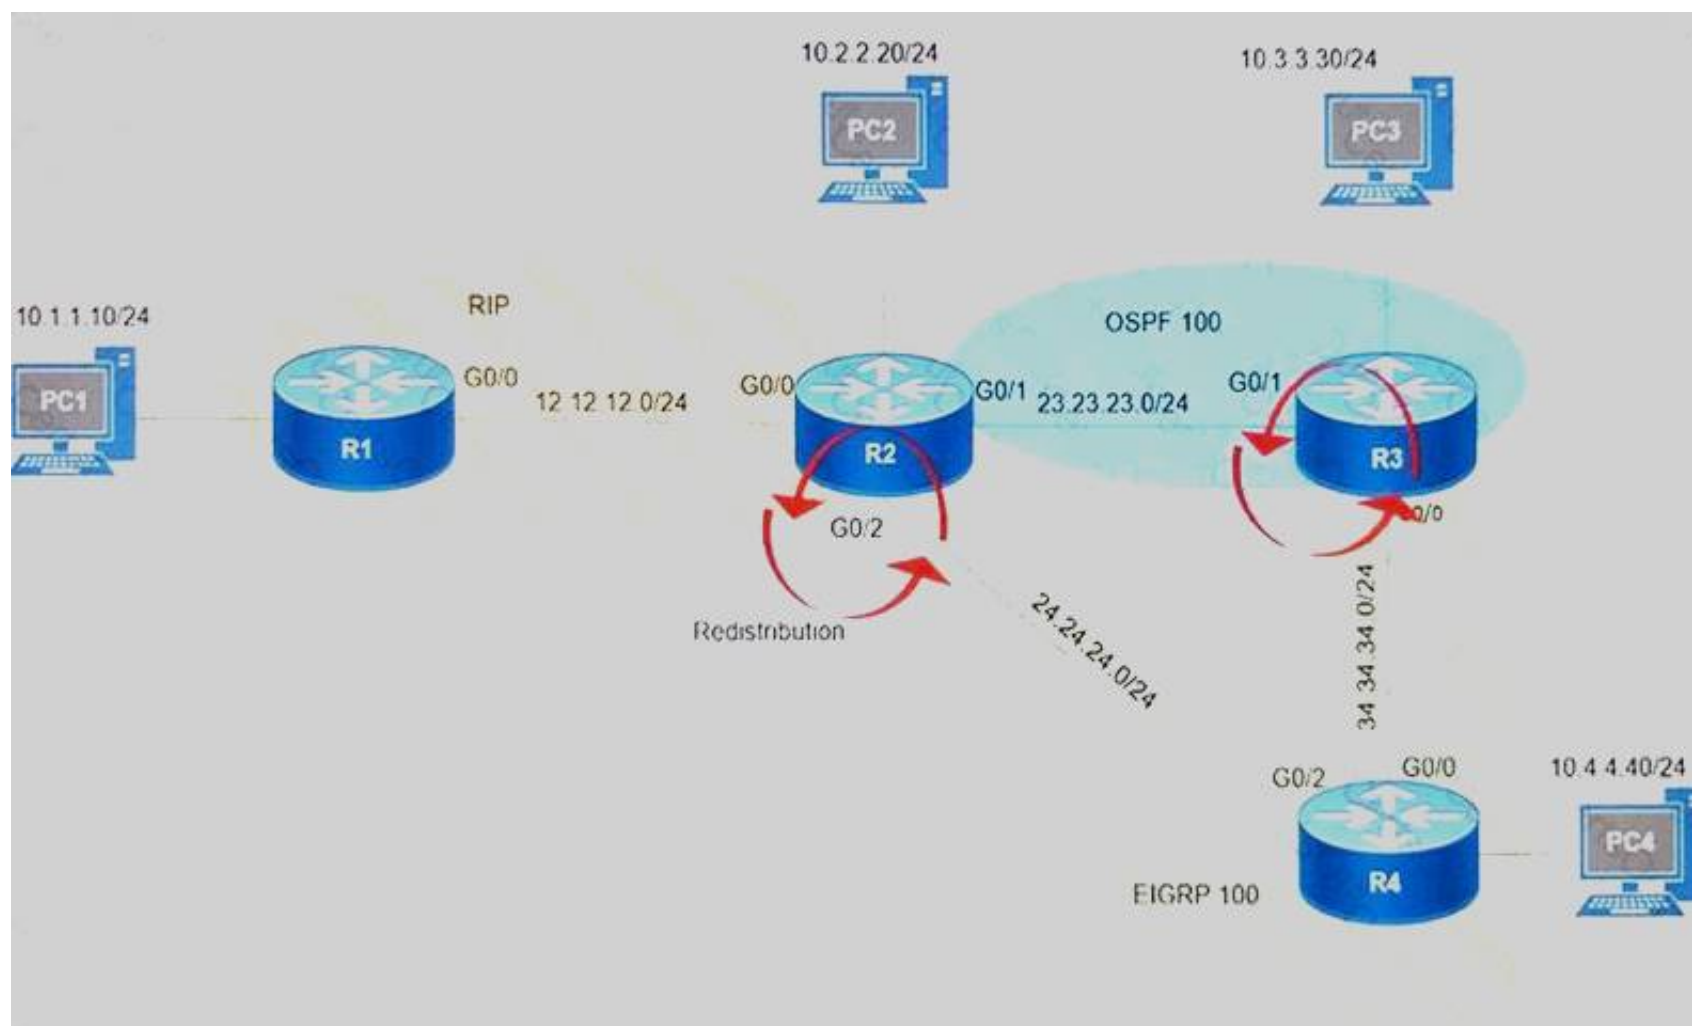 10.2.2.20/24
10.3.3.30/24
PC2
PC3
10.1.1.10/24
RIP
OSPF 100
PC1
G0/0
12.12.12.0/24
G0/0
G0/1
23.23.23.0/24
G0/1
R1
R2
R3
G0/2
G0/0
Redistribution
24.24.24.0/24
34.34.34.0/24
G0/2
G0/0
10.4.4.40/24
PC4
R4
EIGRP 100